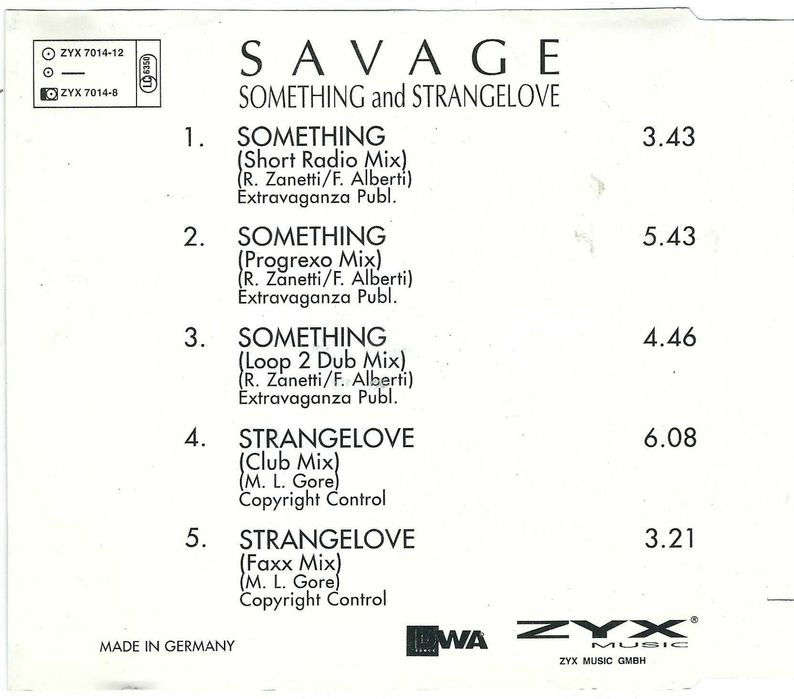 ZYX 7014-12
ZYX 7014-8
LC 6350
SAVAGE
SOMETHING and STRANGELOVE
1. SOMETHING 3.43
(Short Radio Mix)
(R. Zanetti/F. Alberti)
Extravaganza Publ.
2. SOMETHING 5.43
(Progrexo Mix)
(R. Zanetti/F. Alberti)
Extravaganza Publ.
3. SOMETHING 4.46
(Loop 2 Dub Mix)
(R. Zanetti/F. Alberti)
Extravaganza Publ.
4. STRANGELOVE 6.08
(Club Mix)
(M. L. Gore)
Copyright Control
5. STRANGELOVE 3.21
(Faxx Mix)
(M. L. Gore)
Copyright Control
MADE IN GERMANY
DWA
ZYX®
MUSIC
ZYX MUSIC GMBH